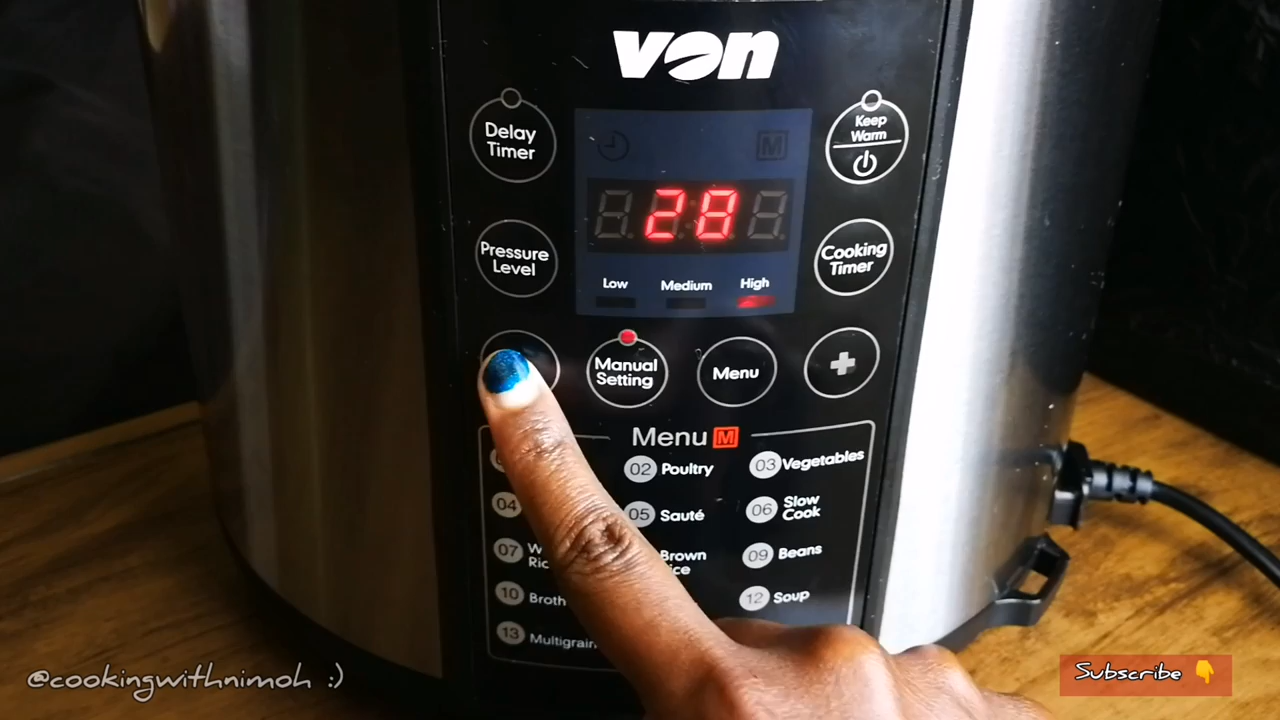 von
Delay
Timer
Keep
Warm
M
28
Pressure
Level
Low
Medium
High
Cooking
Timer
Manual
Setting
Menu
+
Menu M
02 Poultry
03 Vegetables
04
05 Sauté
06 Slow
Cook
07
Brown
09 Beans
10 Broth
12 Soup
13 Multigrain
@cookingwithnimoh :)
Subscribe 👇